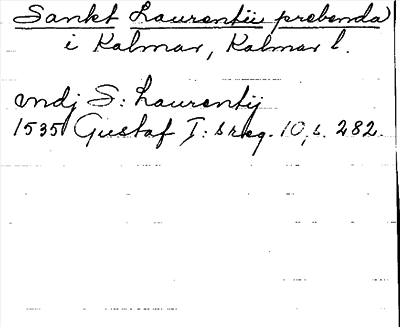 Sankt Laurentii prebenda
i Kalmar, Kalmar l.
vndj S: Laurentij
1535 Gustaf I: s reg. 10, s. 282.